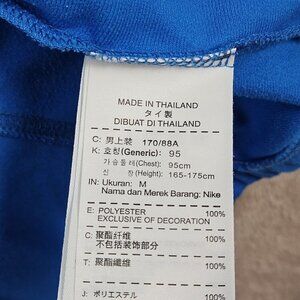 MADE IN THAILAND
タイ製
DIBUAT DI THAILAND
C: 男上装 170/88A
K: 호칭(Generic): 95
가슴둘레(Chest): 95cm
신 장(Height): 165-175cm
IN: Ukuran: M
Nama dan Merek Barang: Nike
E: POLYESTER 100%
EXCLUSIVE OF DECORATION
C: 聚酯纤维 100%
不包括装饰部分
T: 聚酯纖維 100%
J: ポリエステル 100%